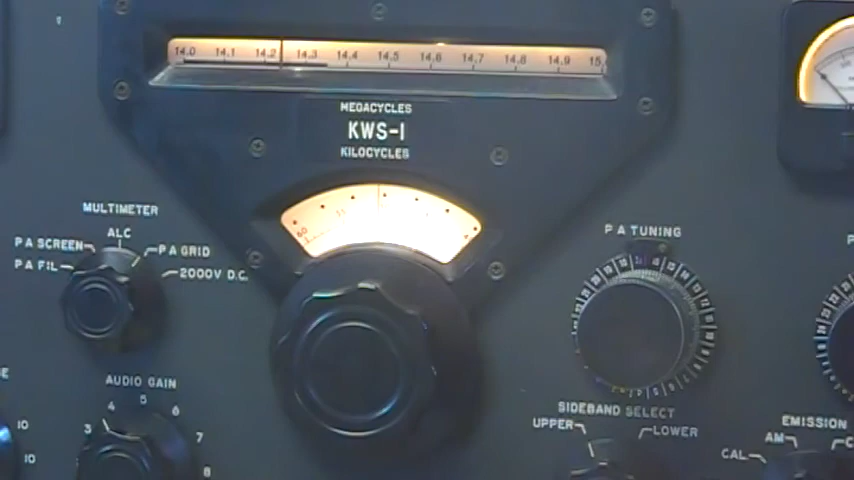 14.0 14.1 14.2 14.3 14.4 14.5 14.6 14.7 14.8 14.9 15.
MEGACYCLES
KWS-1
KILOCYCLES
MULTIMETER
ALC
PA SCREEN
PA GRID
PA FIL
2000V D.C.
PA TUNING
AUDIO GAIN
3 4 5 6 7 8
10
10
SIDEBAND SELECT
UPPER
LOWER
EMISSION
AM
CAL